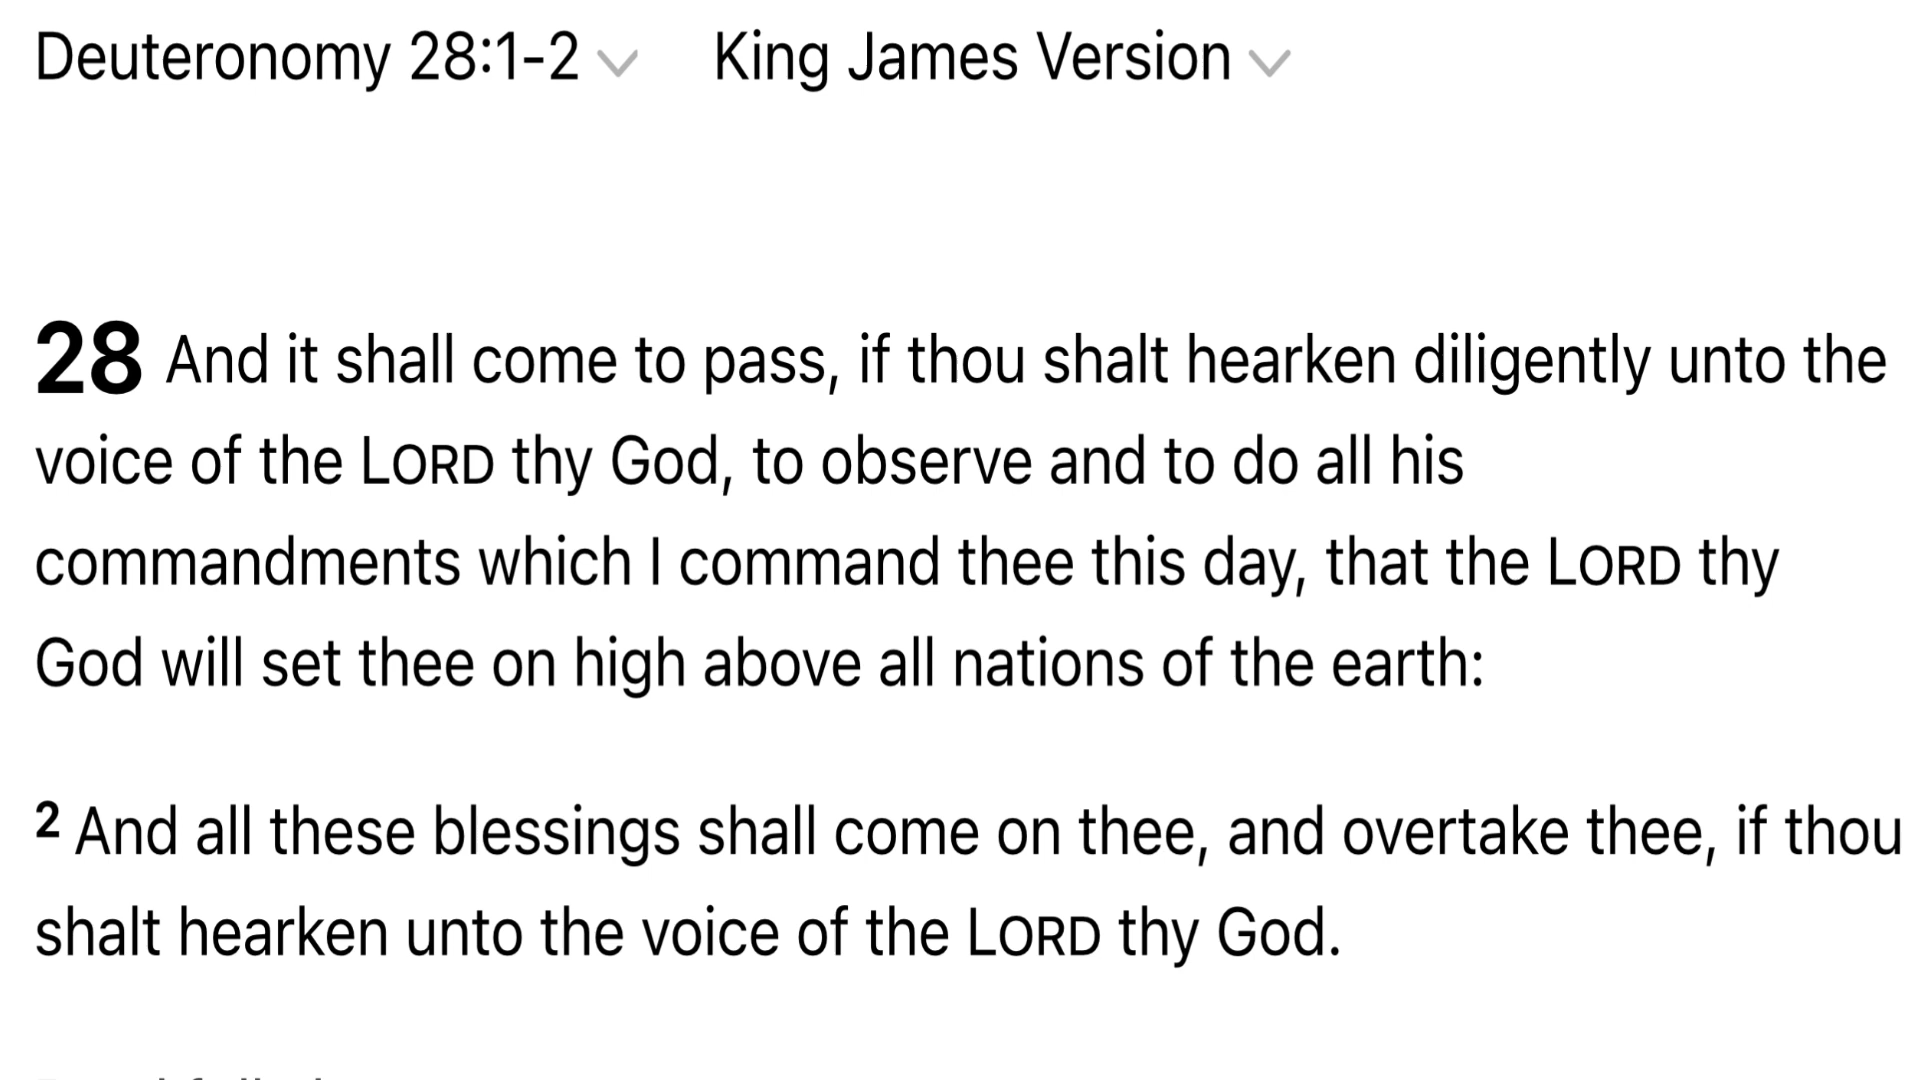 Deuteronomy 28:1-2 King James Version
28 And it shall come to pass, if thou shalt hearken diligently unto the
voice of the LORD thy God, to observe and to do all his
commandments which I command thee this day, that the LORD thy
God will set thee on high above all nations of the earth:
2 And all these blessings shall come on thee, and overtake thee, if thou
shalt hearken unto the voice of the LORD thy God.